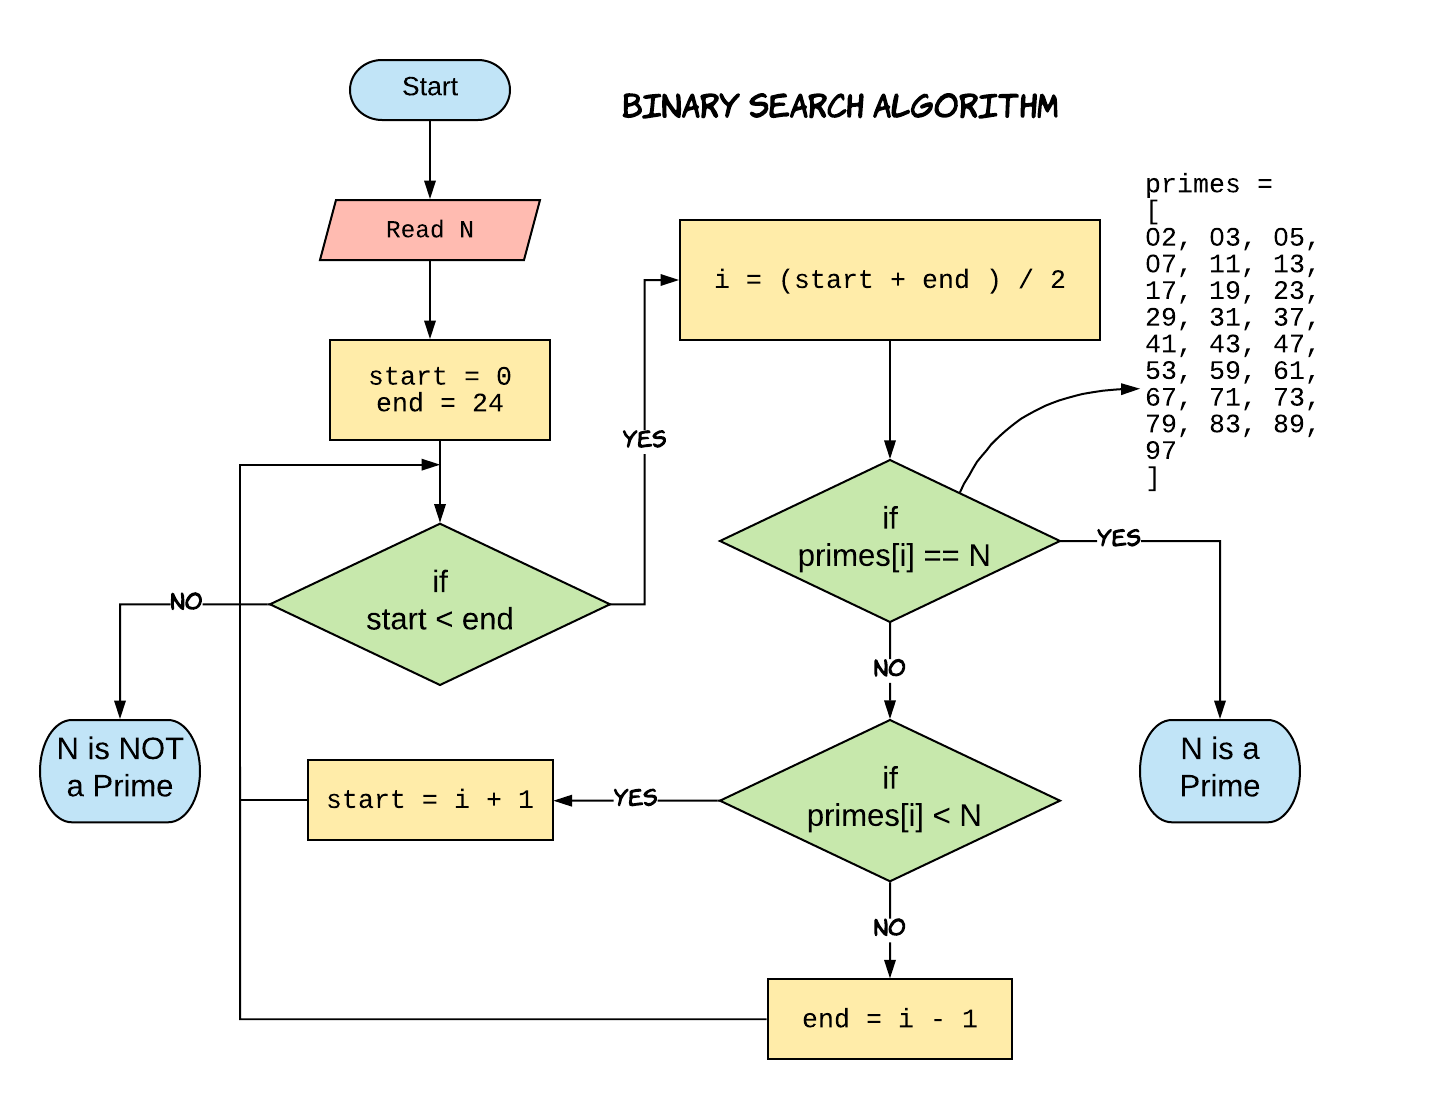 Start
BINARY SEARCH ALGORITHM
Read N
start = 0
end = 24
if
start < end
NO
N is NOT
a Prime
YES
i = (start + end ) / 2
primes =
[
02, 03, 05,
07, 11, 13,
17, 19, 23,
29, 31, 37,
41, 43, 47,
53, 59, 61,
67, 71, 73,
79, 83, 89,
97
]
if
primes[i] == N
YES
N is a
Prime
NO
if
primes[i] < N
YES
start = i + 1
NO
end = i - 1